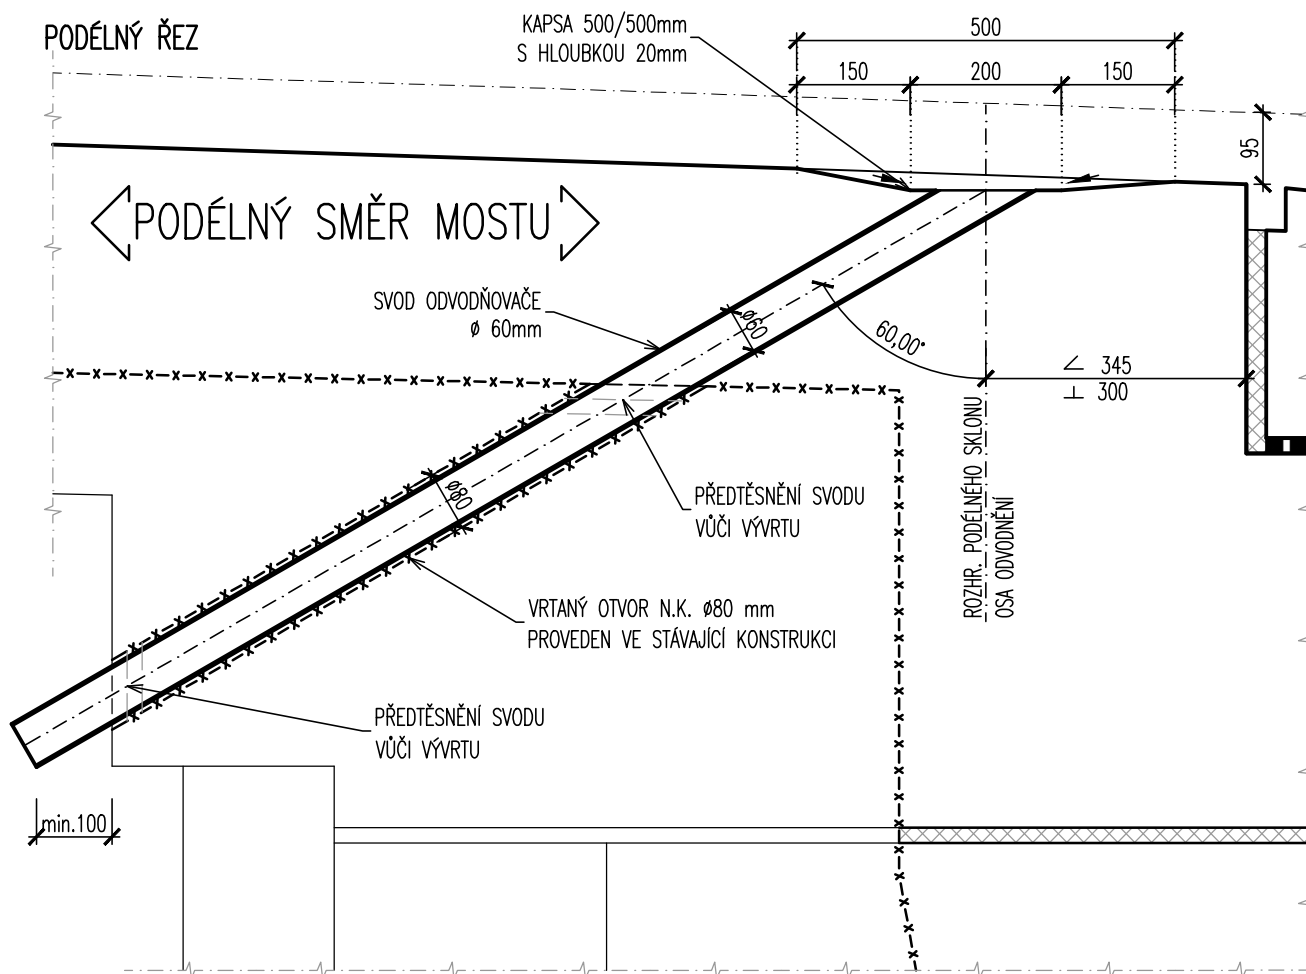 PODÉLNÝ ŘEZ
KAPSA 500/500mm
S HLOUBKOU 20mm
500
150
200
150
95
PODÉLNÝ SMĚR MOSTU
SVOD ODVODŇOVAČE
ø 60mm
ø60
60,00°
∠ 345
⊥ 300
ø80
PŘEDTĚSNĚNÍ SVODU
VŮČI VÝVRTU
ROZHR. PODÉLNÉHO SKLONU
OSA ODVODNĚNÍ
VRTANÝ OTVOR N.K. ø80 mm
PROVEDEN VE STÁVAJÍCÍ KONSTRUKCI
PŘEDTĚSNĚNÍ SVODU
VŮČI VÝVRTU
min.100